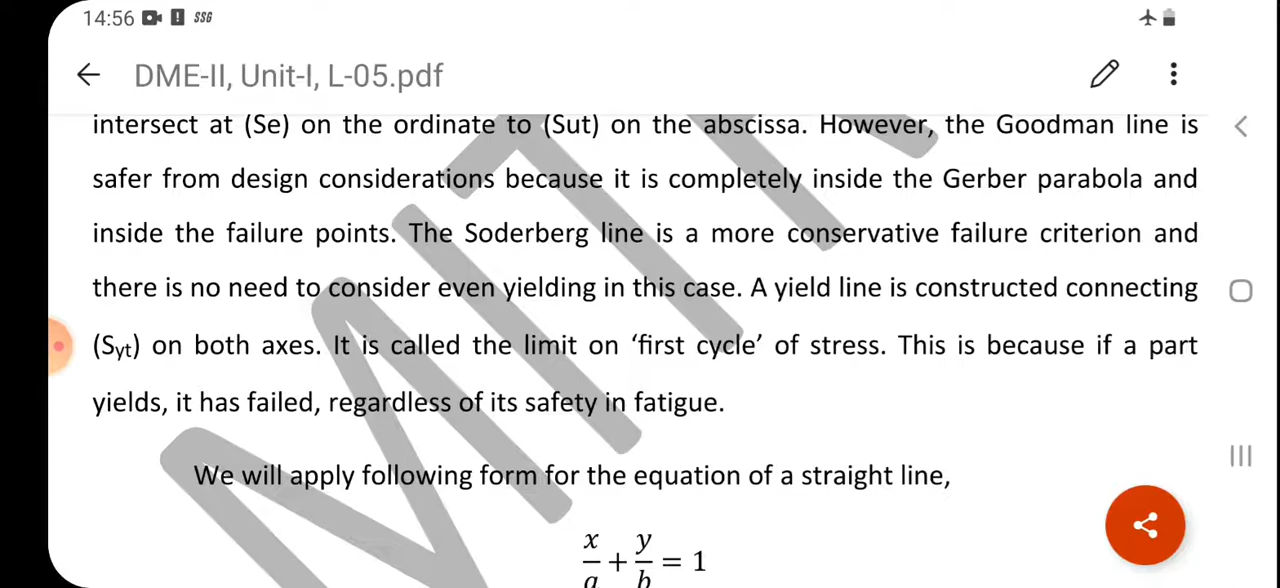 14:56 SSG
DME-II, Unit-I, L-05.pdf
intersect at (Se) on the ordinate to (Sut) on the abscissa. However, the Goodman line is
safer from design considerations because it is completely inside the Gerber parabola and
inside the failure points. The Soderberg line is a more conservative failure criterion and
there is no need to consider even yielding in this case. A yield line is constructed connecting
(Syt) on both axes. It is called the limit on ‘first cycle’ of stress. This is because if a part
yields, it has failed, regardless of its safety in fatigue.
We will apply following form for the equation of a straight line,
x/a + y/b = 1